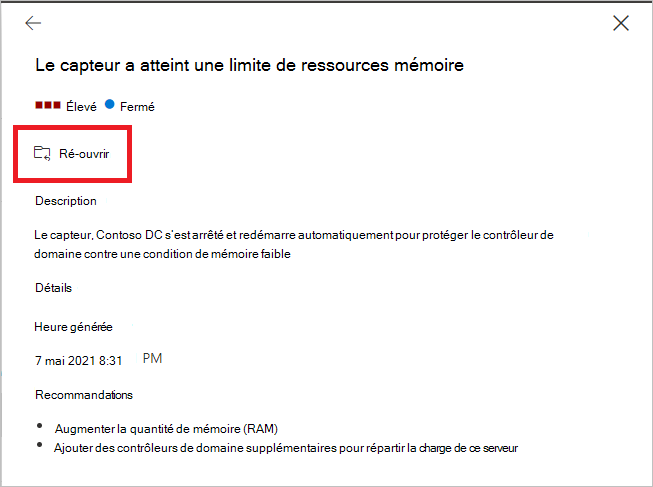 Le capteur a atteint une limite de ressources mémoire
Élevé Fermé
Ré-ouvrir
Description
Le capteur, Contoso DC s'est arrêté et redémarre automatiquement pour protéger le contrôleur de
domaine contre une condition de mémoire faible
Détails
Heure générée
7 mai 2021 8:31 PM
Recommandations
• Augmenter la quantité de mémoire (RAM)
• Ajouter des contrôleurs de domaine supplémentaires pour répartir la charge de ce serveur